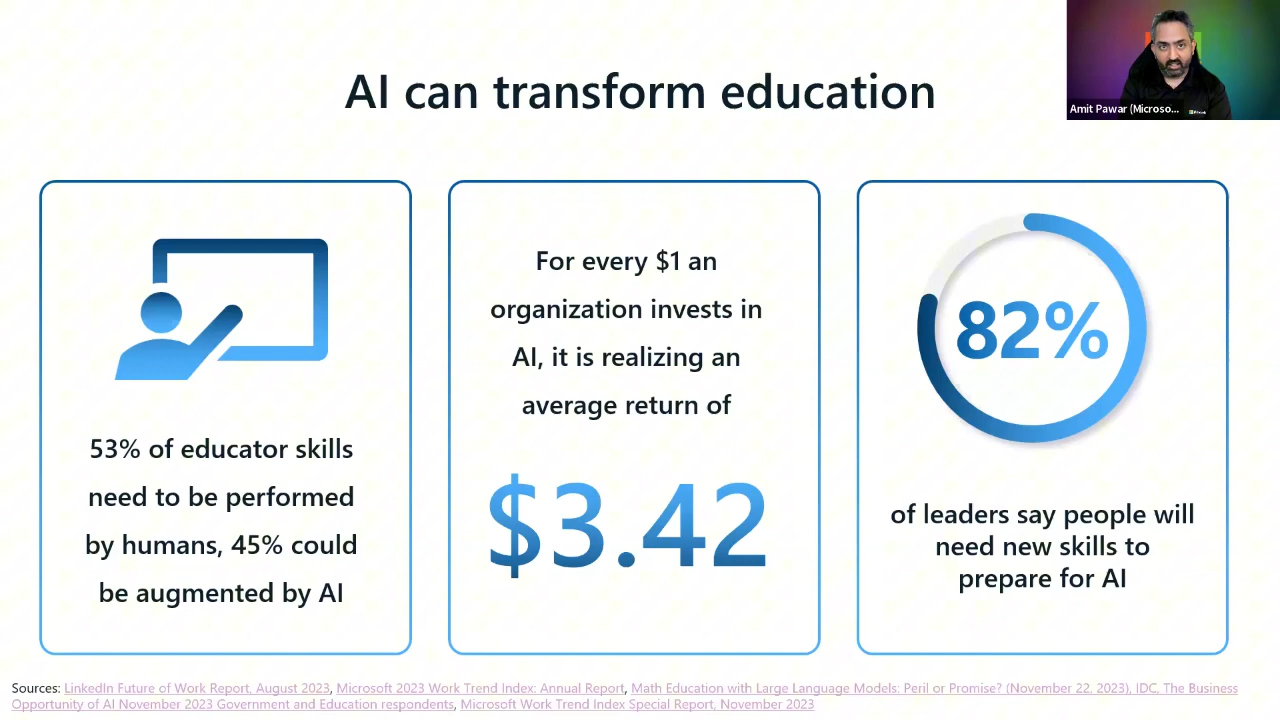 AI can transform education
Amit Pawar (Microso...
53% of educator skills
need to be performed
by humans, 45% could
be augmented by AI
For every $1 an
organization invests in
AI, it is realizing an
average return of
$3.42
82%
of leaders say people will
need new skills to
prepare for AI
Sources: LinkedIn Future of Work Report, August 2023, Microsoft 2023 Work Trend Index: Annual Report, Math Education with Large Language Models: Peril or Promise? (November 22, 2023), IDC, The Business
Opportunity of AI November 2023 Government and Education respondents, Microsoft Work Trend Index Special Report, November 2023